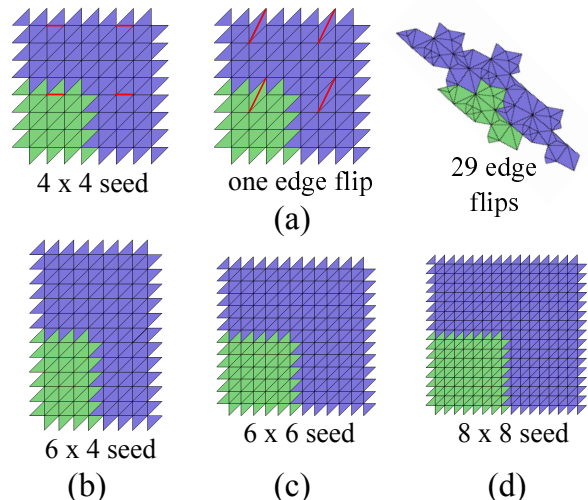 4 x 4 seed
one edge flip
29 edge
flips
(a)
6 x 4 seed
6 x 6 seed
8 x 8 seed
(b)
(c)
(d)